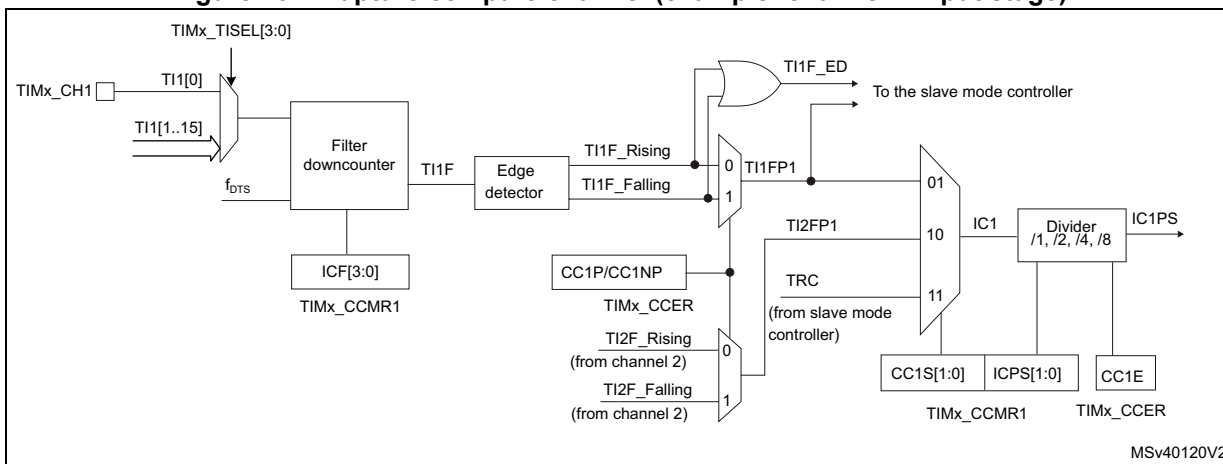 TIMx_TISEL[3:0]
TIMx_CH1
TI1[0]
TI1[1..15]
f_DTS
Filter
downcounter
ICF[3:0]
TIMx_CCMR1
TI1F
Edge
detector
TI1F_Rising
TI1F_Falling
TI1F_ED
To the slave mode controller
0
1
TI1FP1
CC1P/CC1NP
TIMx_CCER
TI2F_Rising
(from channel 2)
TI2F_Falling
(from channel 2)
0
1
TI2FP1
TRC
(from slave mode
controller)
01
10
11
IC1
Divider
/1, /2, /4, /8
IC1PS
CC1S[1:0]
ICPS[1:0]
CC1E
TIMx_CCMR1
TIMx_CCER
MSv40120V2